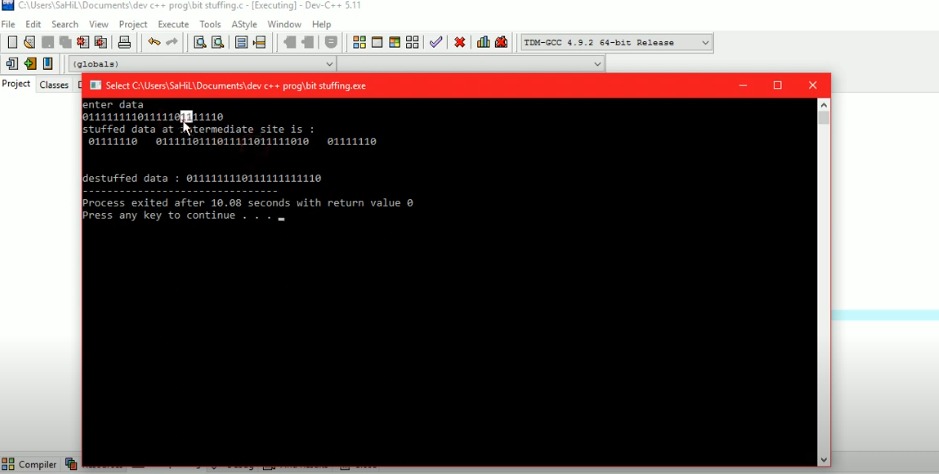 C:\Users\SaHiL\Documents\dev c++ prog\bit stuffing.c - [Executing] - Dev-C++ 5.11
File Edit Search View Project Execute Tools AStyle Window Help
TDM-GCC 4.9.2 64-bit Release
(globals)
Project Classes
Select C:\Users\SaHiL\Documents\dev c++ prog\bit stuffing.exe
enter data
01111111101111101111110
stuffed data at intermediate site is :
01111110 0111110111011111011111010 01111110
destuffed data : 0111111110111111111110
--------------------------------
Process exited after 10.08 seconds with return value 0
Press any key to continue . . . _
Compiler